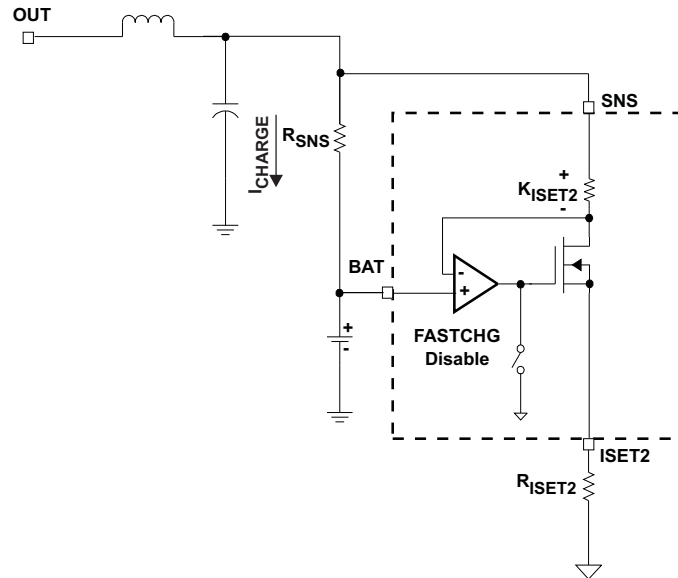 OUT
SNS
R_SNS
I_CHARGE
+
K_ISET2
-
BAT
-
+
+
-
FASTCHG
Disable
ISET2
R_ISET2